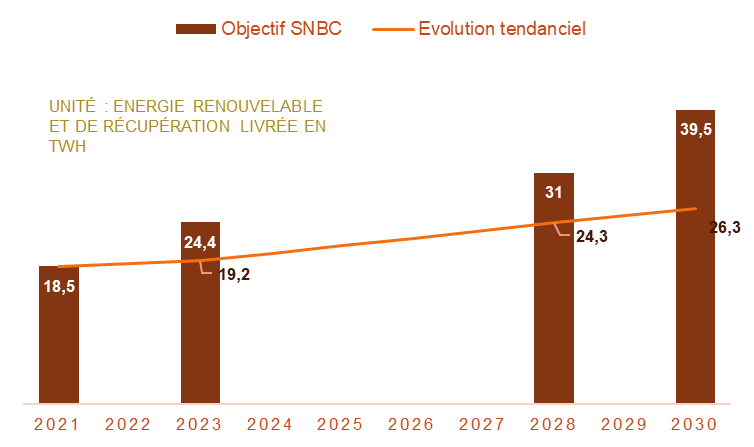 Objectif SNBC Evolution tendanciel
UNITÉ : ENERGIE RENOUVELABLE
ET DE RÉCUPÉRATION LIVRÉE EN
TWH
39,5
31
24,4
26,3
24,3
19,2
18,5
2021 2022 2023 2024 2025 2026 2027 2028 2029 2030